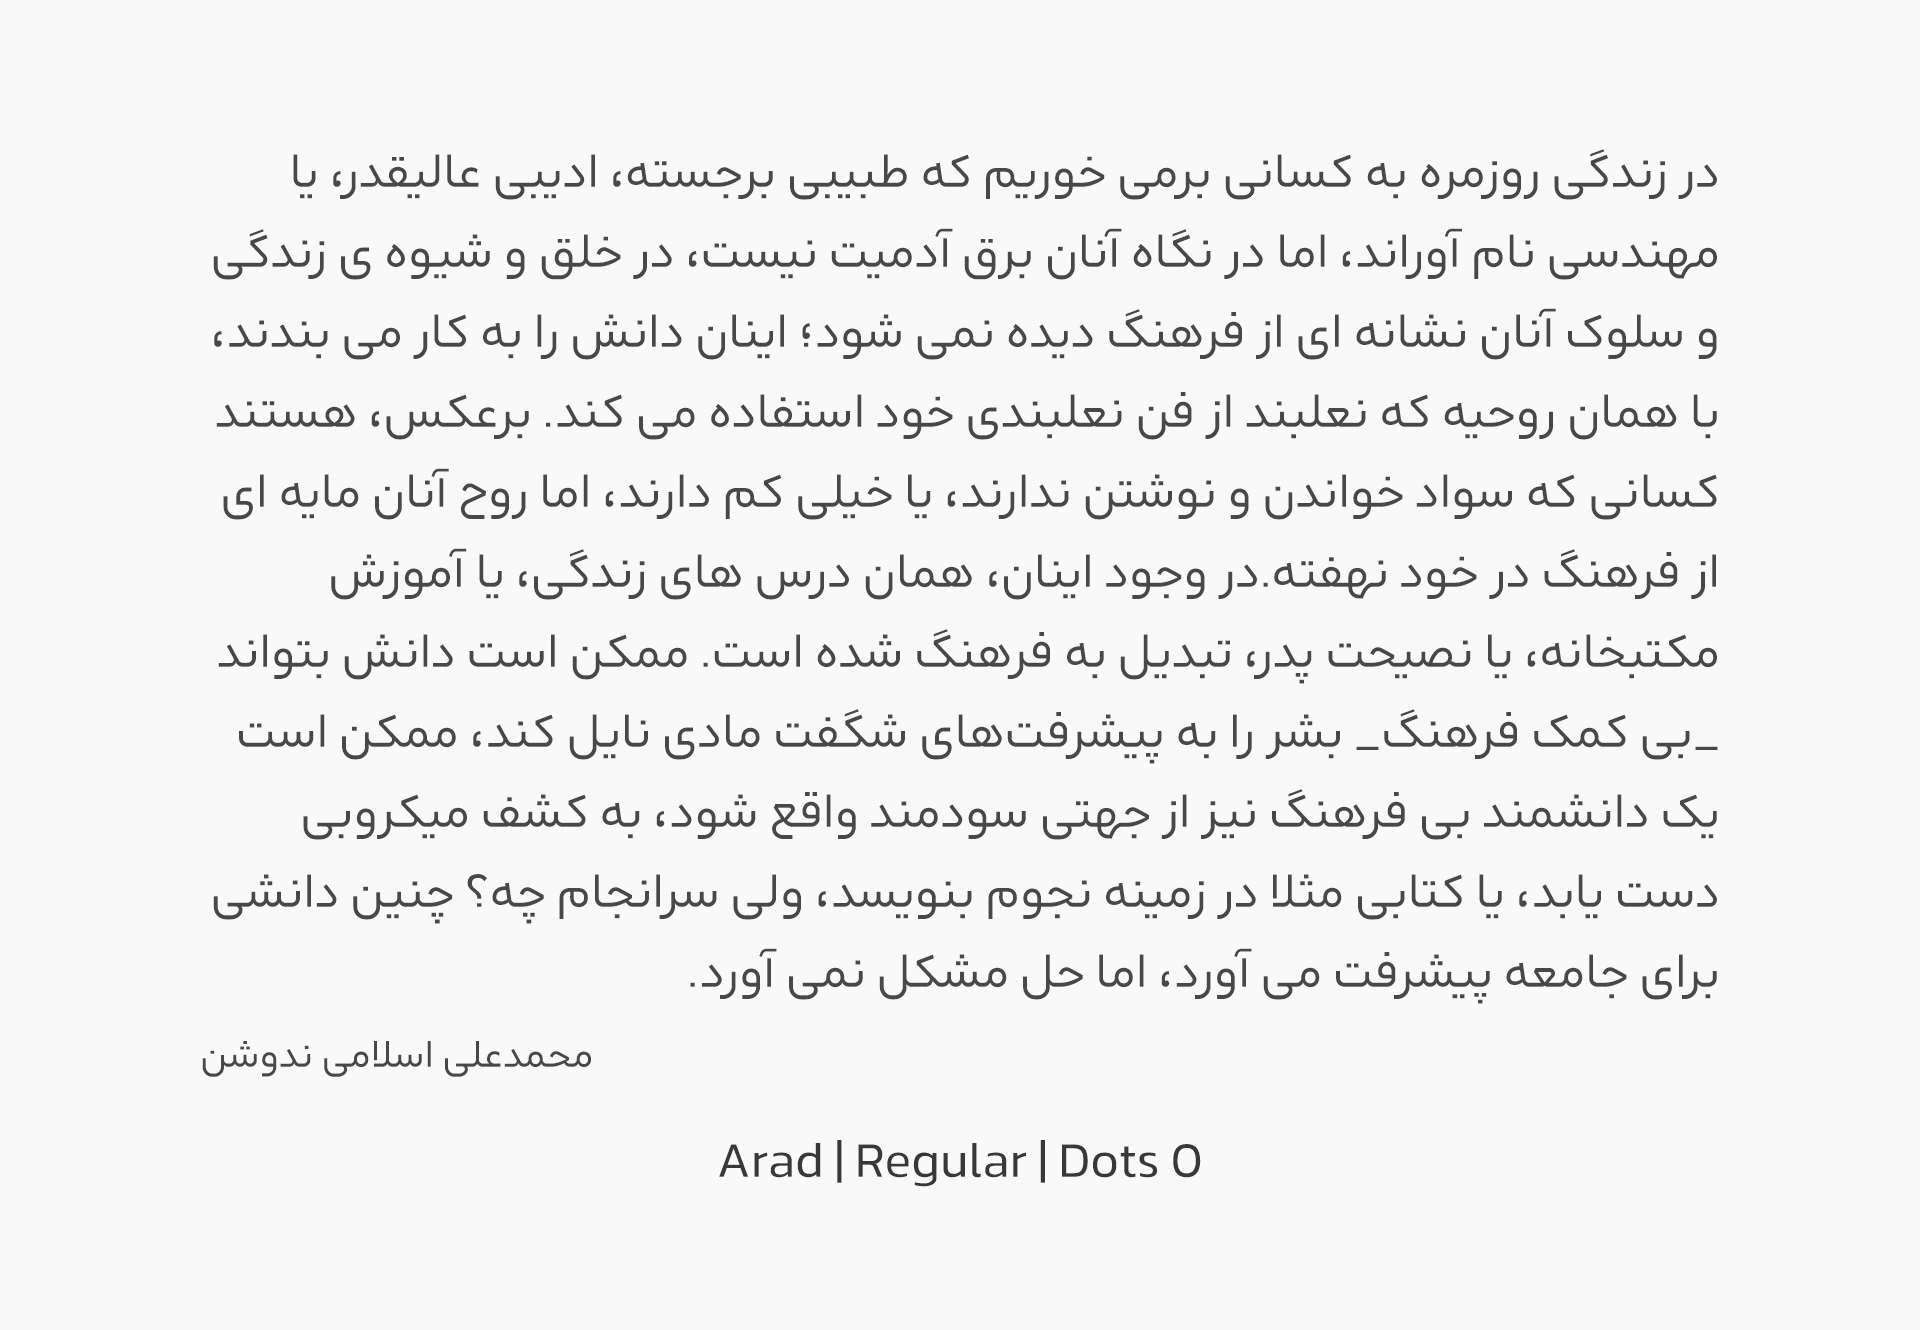 در زندگی روزمره به کسانی برمی خوریم که طبیبی برجسته، ادیبی عالیقدر، یا
مهندسی نام آوراند، اما در نگاه آنان برق آدمیت نیست، در خلق و شیوه ی زندگی
و سلوک آنان نشانه ای از فرهنگ دیده نمی شود؛ اینان دانش را به کار می بندند،
با همان روحیه که نعلبند از فن نعلبندی خود استفاده می کند. برعکس، هستند
کسانی که سواد خواندن و نوشتن ندارند، یا خیلی کم دارند، اما روح آنان مایه ای
از فرهنگ در خود نهفته.در وجود اینان، همان درس های زندگی، یا آموزش
مکتبخانه، یا نصیحت پدر، تبدیل به فرهنگ شده است. ممکن است دانش بتواند
_بی کمک فرهنگ_ بشر را به پیشرفت‌های شگفت مادی نایل کند، ممکن است
یک دانشمند بی فرهنگ نیز از جهتی سودمند واقع شود، به کشف میکروبی
دست یابد، یا کتابی مثلا در زمینه نجوم بنویسد، ولی سرانجام چه؟ چنین دانشی
برای جامعه پیشرفت می آورد، اما حل مشکل نمی آورد.
محمدعلی اسلامی ندوشن
Arad | Regular | Dots 0